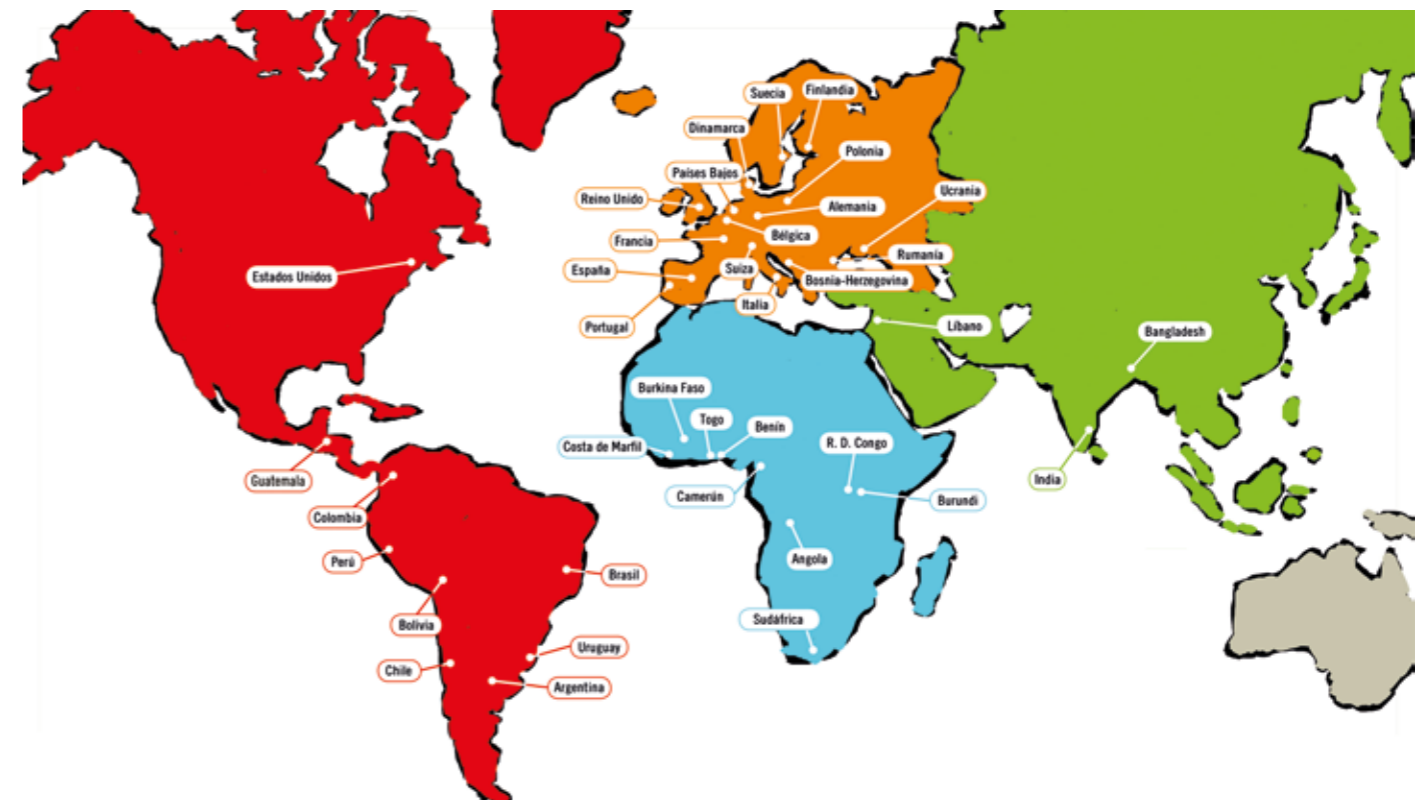 Suecia
Finlandia
Dinamarca
Polonia
Países Bajos
Ucrania
Reino Unido
Alemania
Bélgica
Francia
Rumanía
España
Suiza
Estados Unidos
Bosnia-Herzegovina
Italia
Portugal
Líbano
Bangladesh
Burkina Faso
Togo
Benín
Costa de Marfil
R. D. Congo
India
Guatemala
Camerún
Burundi
Colombia
Angola
Perú
Brasil
Sudáfrica
Bolivia
Uruguay
Chile
Argentina